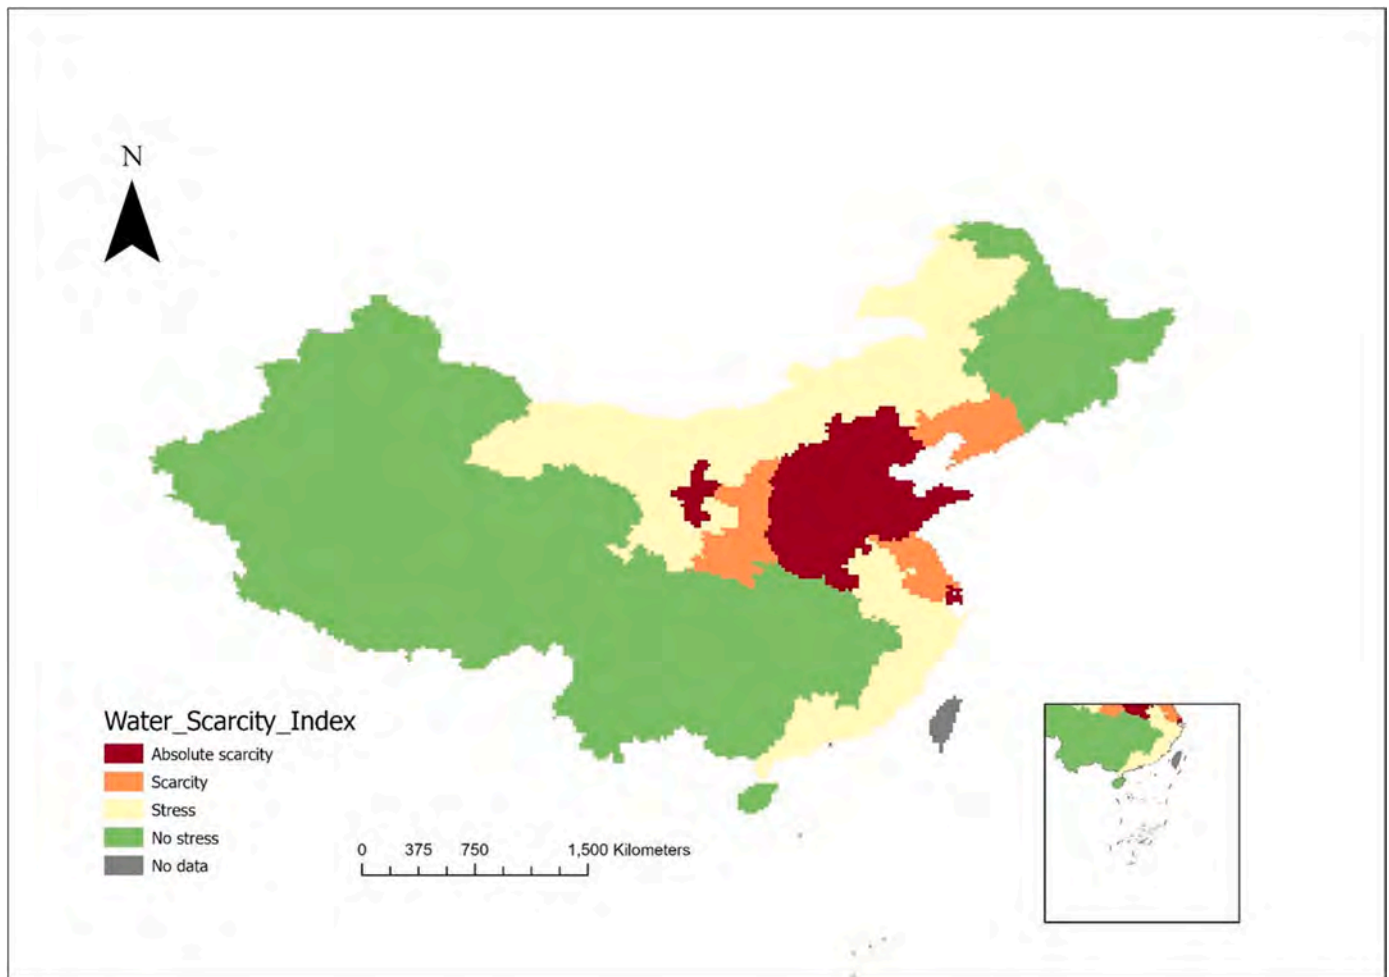 N
Water_Scarcity_Index
Absolute scarcity
Scarcity
Stress
No stress
No data
0 375 750 1,500 Kilometers